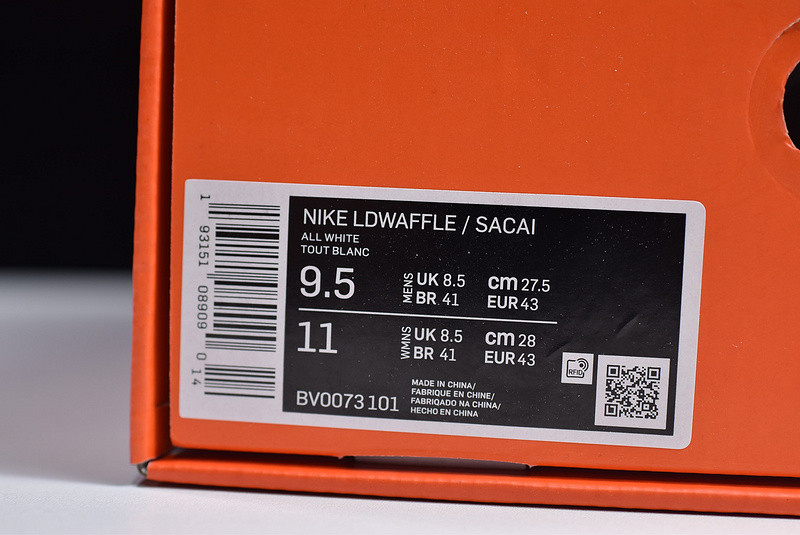 NIKE LDWAFFLE / SACAI
ALL WHITE
TOUT BLANC
9.5
MENS
UK 8.5 cm 27.5
BR 41 EUR 43
11
WMNS
UK 8.5 cm 28
BR 41 EUR 43
BV0073 101
MADE IN CHINA/
FABRIQUE EN CHINE/
FABRIQADO NA CHINA/
HECHO EN CHINA
RFID
1 93151 08909 0 14